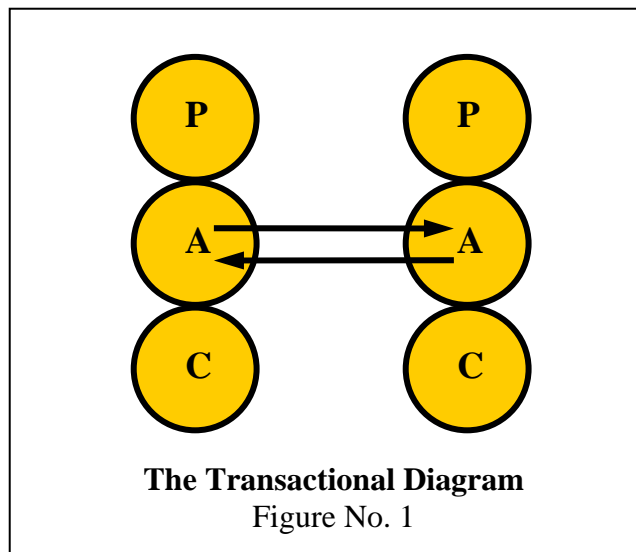 P P
A A
C C
The Transactional Diagram
Figure No. 1